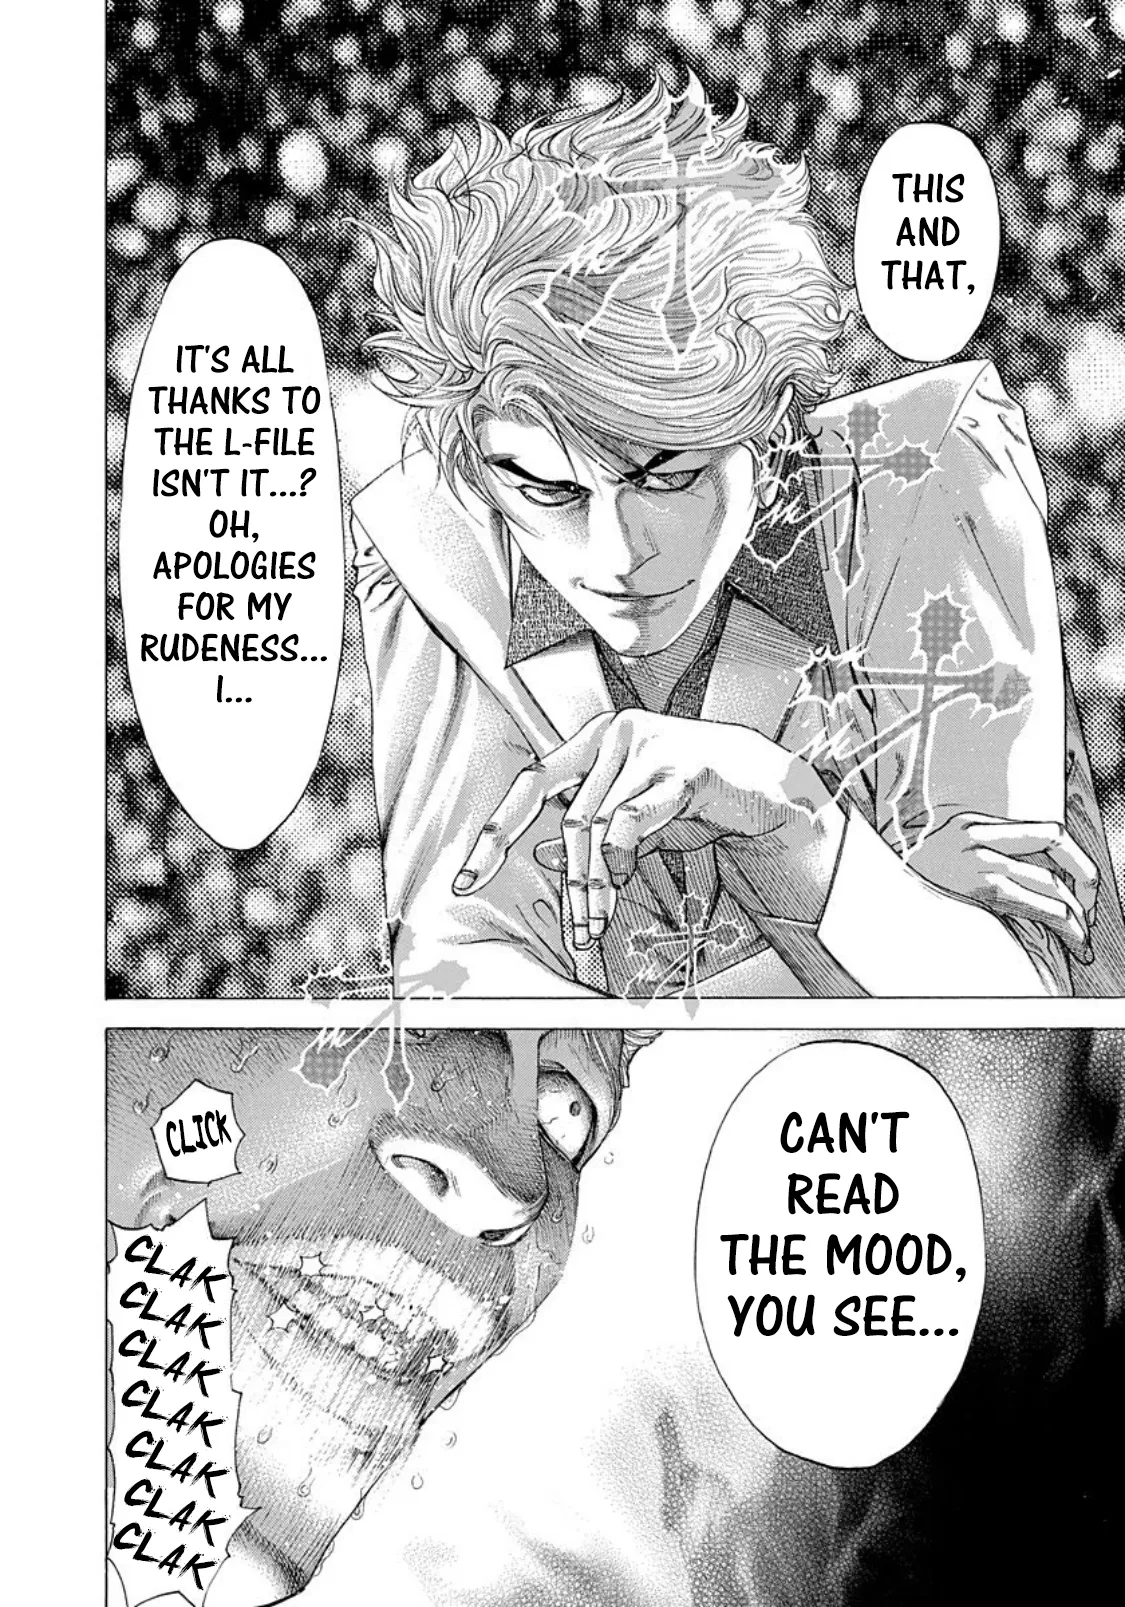 THIS
AND
THAT,
IT'S ALL
THANKS TO
THE L-FILE
ISN'T IT...?
OH,
APOLOGIES
FOR MY
RUDENESS...
I...
CAN'T
READ
THE MOOD,
YOU SEE...
CLICK
CLAK
CLAK
CLAK
CLAK
CLAK
CLAK
CLAK